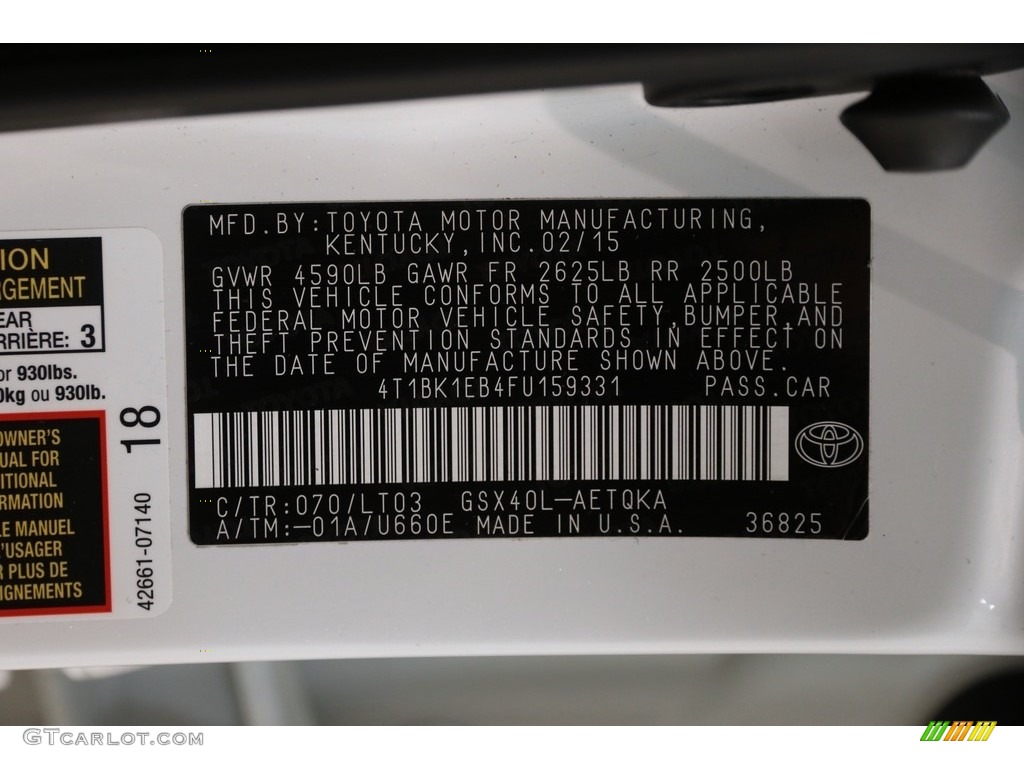 MFD.BY:TOYOTA MOTOR MANUFACTURING,
KENTUCKY,INC.02/15
GVWR 4590LB GAWR FR 2625LB RR 2500LB
THIS VEHICLE CONFORMS TO ALL APPLICABLE
FEDERAL MOTOR VEHICLE SAFETY,BUMPER,AND
THEFT PREVENTION STANDARDS IN EFFECT ON
THE DATE OF MANUFACTURE SHOWN ABOVE.
4T1BK1EB4FU159331 PASS.CAR
C/TR:070/LT03 GSX40L-AETQKA
A/TM:-01A/U660E MADE IN U.S.A. 36825
TION
RGEMENT
EAR
RRIÈRE: 3
or 930lbs.
0kg ou 930lb.
OWNER'S
UAL FOR
ITIONAL
RMATION
LE MANUEL
'USAGER
R PLUS DE
IGNEMENTS
18
42661-07140
GTCarlot.com